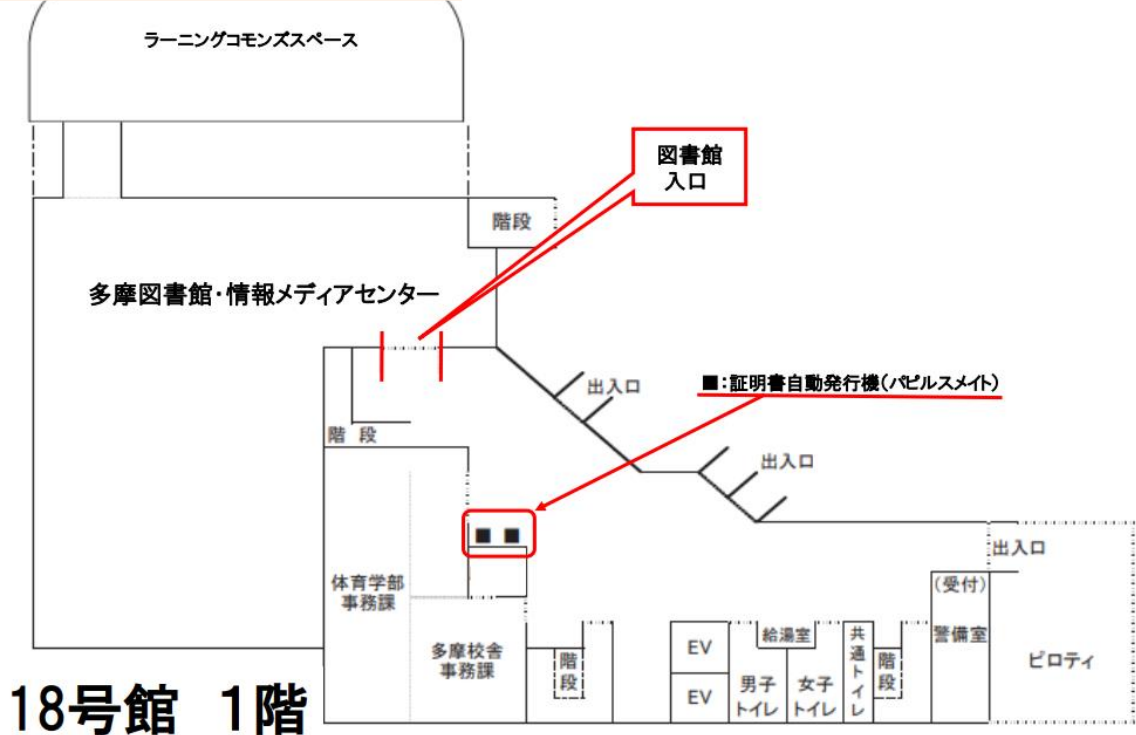 ラーニングコモンズスペース
図書館
入口
階段
多摩図書館・情報メディアセンター
出入口
■:証明書自動発行機(パピルスメイト)
階 段
出入口
出入口
体育学部
事務課
(受付)
警備室
多摩校舎
事務課
階段
EV
EV
給湯室
男子
トイレ
女子
トイレ
共通トイレ
階段
ピロティ
18号館 1階